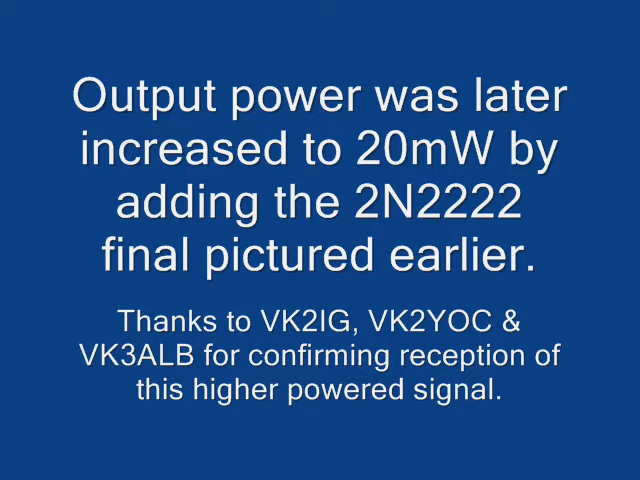 Output power was later
increased to 20mW by
adding the 2N2222
final pictured earlier.
Thanks to VK2IG, VK2YOC &
VK3ALB for confirming reception of
this higher powered signal.